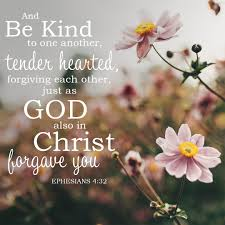 And
Be Kind
to one another,
tender hearted,
forgiving each other,
just as
GOD
also in
Christ
forgave you
EPHESIANS 4:32